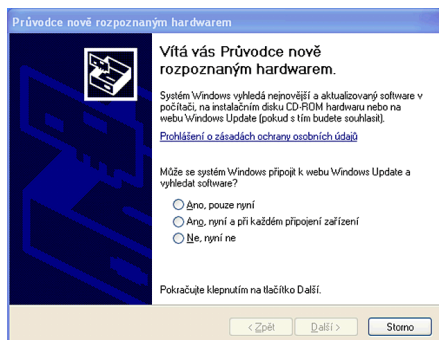 Průvodce nově rozpoznaným hardwarem
Vítá vás Průvodce nově
rozpoznaným hardwarem.
Systém Windows vyhledá nejnovější a aktualizovaný software v
počítači, na instalačním disku CD-ROM hardwaru nebo na
webu Windows Update (pokud s tím budete souhlasit).
Prohlášení o zásadách ochrany osobních údajů
Může se systém Windows připojit k webu Windows Update a
vyhledat software?
Ano, pouze nyní
Ano, nyní a při každém připojení zařízení
Ne, nyní ne
Pokračujte klepnutím na tlačítko Další.
< Zpět
Další >
Storno